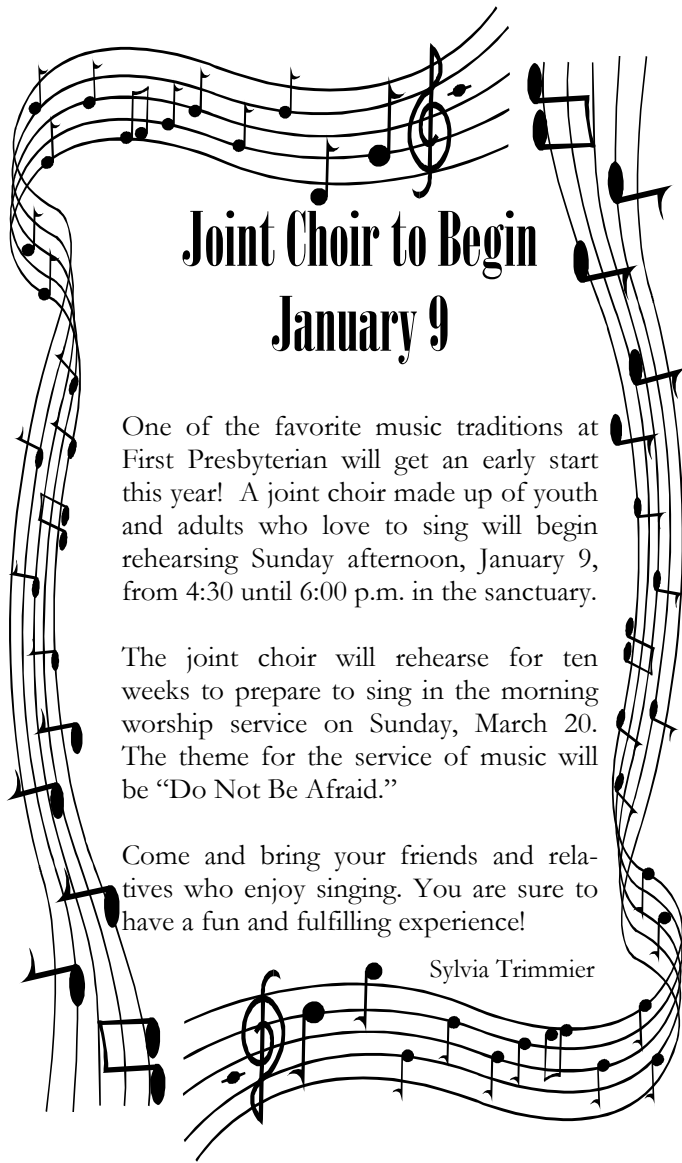 Joint Choir to Begin
January 9
One of the favorite music traditions at
First Presbyterian will get an early start
this year!  A joint choir made up of youth
and adults who love to sing will begin
rehearsing Sunday afternoon, January 9,
from 4:30 until 6:00 p.m. in the sanctuary.
The joint choir will rehearse for ten
weeks to prepare to sing in the morning
worship service on Sunday, March 20.
The theme for the service of music will
be “Do Not Be Afraid.”
Come and bring your friends and rela-
tives who enjoy singing. You are sure to
have a fun and fulfilling experience!
Sylvia Trimmier